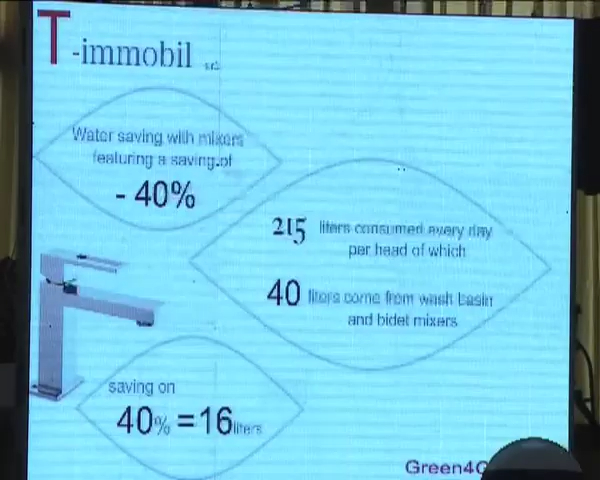 T-immobil
Water saving with mixers
featuring a saving of
- 40%
215 liters consumed every day
per head of which
40 liters come from wash basin
and bidet mixers
saving on
40% = 16 liters